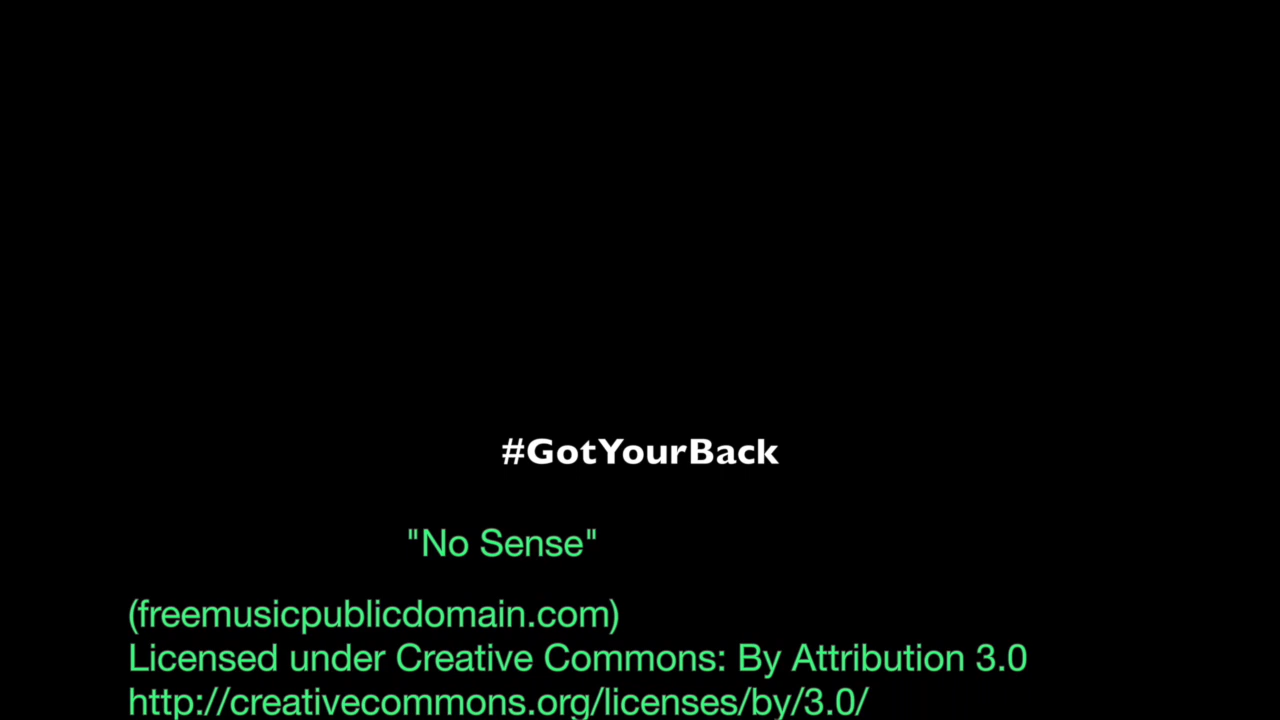 #GotYourBack
"No Sense"
(freemusicpublicdomain.com)
Licensed under Creative Commons: By Attribution 3.0
http://creativecommons.org/licenses/by/3.0/